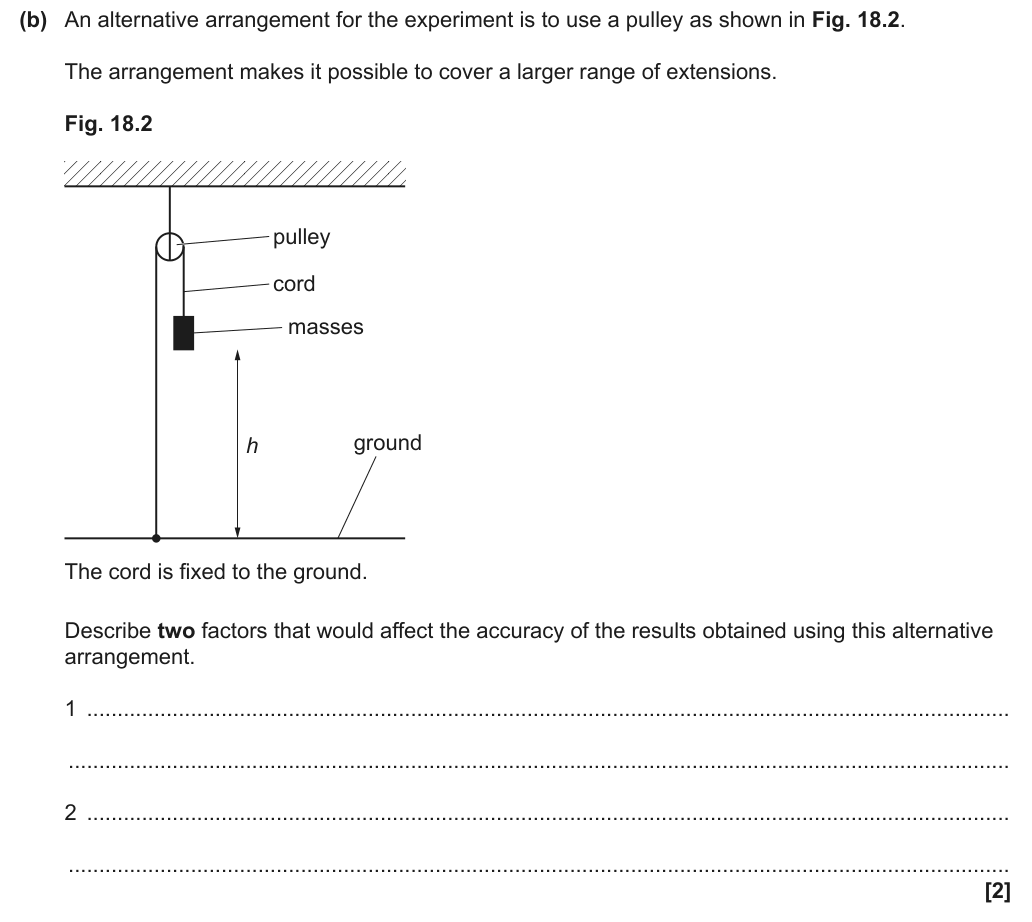 (b) An alternative arrangement for the experiment is to use a pulley as shown in Fig. 18.2.
The arrangement makes it possible to cover a larger range of extensions.
Fig. 18.2
pulley
cord
masses
h
ground
The cord is fixed to the ground.
Describe two factors that would affect the accuracy of the results obtained using this alternative
arrangement.
1 ........................................................................................................................
........................................................................................................................
2 ........................................................................................................................
........................................................................................................................
[2]